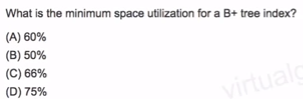 What is the minimum space utilization for a B+ tree index?
(A) 60%
(B) 50%
(C) 66%
(D) 75%